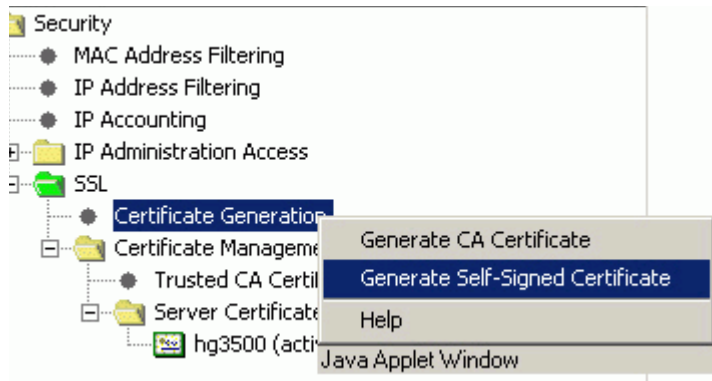 Security
MAC Address Filtering
IP Address Filtering
IP Accounting
IP Administration Access
SSL
Certificate Generation
Generate CA Certificate
Certificate Manageme
Generate Self-Signed Certificate
Trusted CA Certif
Server Certificate
Help
hg3500 (activ
Java Applet Window